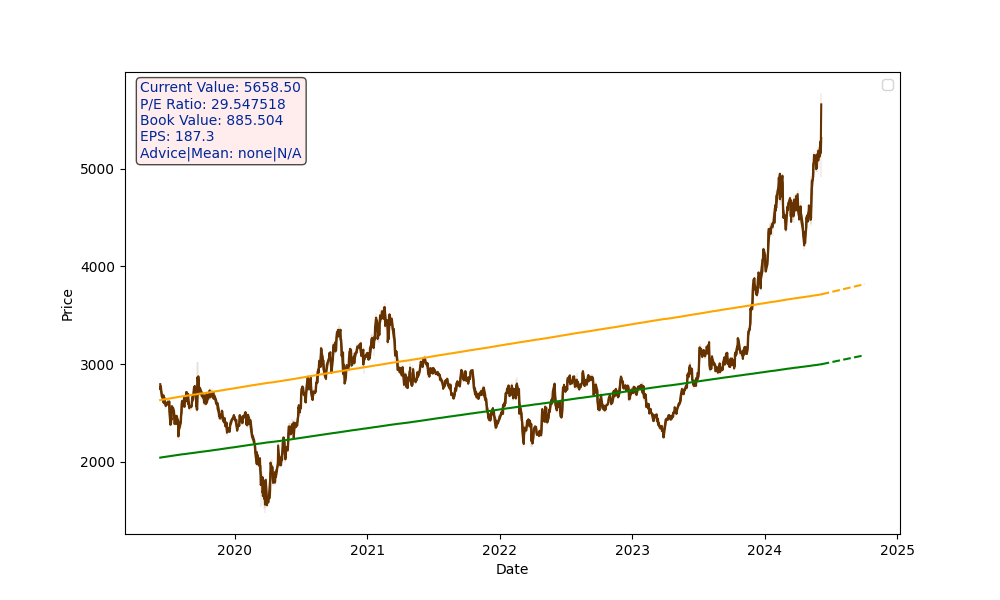 Current Value: 5658.50
P/E Ratio: 29.547518
Book Value: 885.504
EPS: 187.3
Advice|Mean: none|N/A
5000
4000
3000
2000
Price
2020
2021
2022
2023
2024
2025
Date